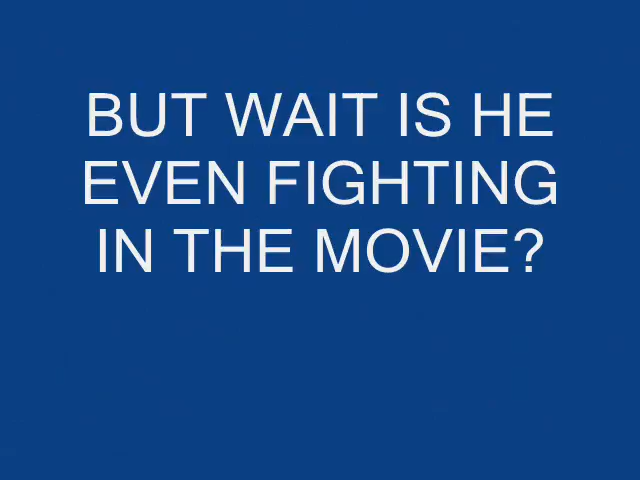 BUT WAIT IS HE
EVEN FIGHTING
IN THE MOVIE?